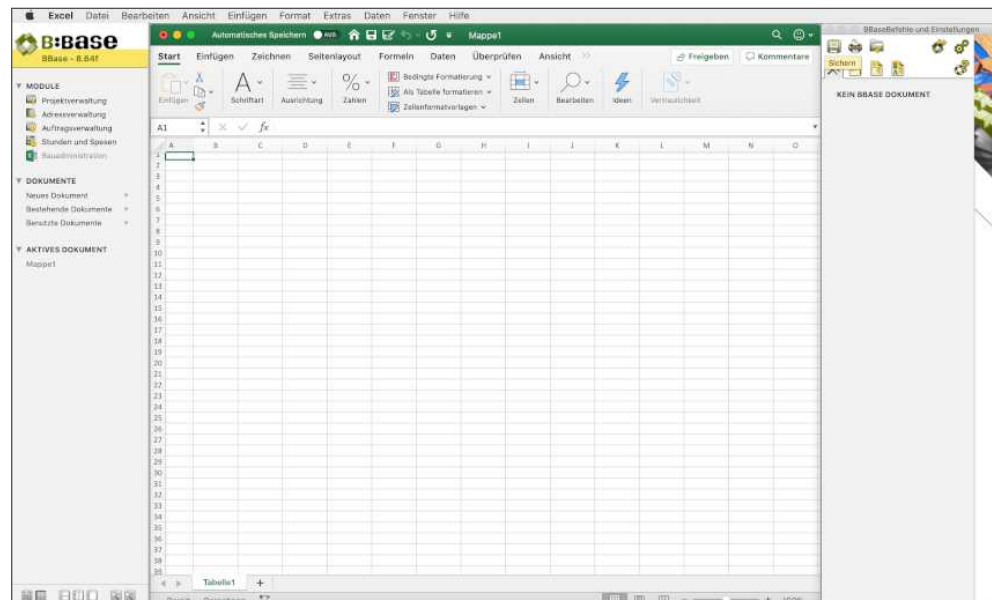 Excel Datei Bearbeiten Ansicht Einfügen Format Extras Daten Fenster Hilfe
B:Base
BBase - 8.64f
MODULE
Projektverwaltung
Adressverwaltung
Auftragsverwaltung
Stunden und Spesen
Bauadministration
DOKUMENTE
Neues Dokument
Bestehende Dokumente
Benutzte Dokumente
AKTIVES DOKUMENT
Mappe1
Automatisches Speichern Mappe1
Start Einfügen Zeichnen Seitenlayout Formeln Daten Überprüfen Ansicht Freigeben Kommentare
Einfügen Schriftart Ausrichtung Zahlen
Bedingte Formatierung
Als Tabelle formatieren
Zellenformatvorlagen
Zellen Bearbeiten Ideen Vertraulichkeit
A1 fx
A B C D E F G H I J K L M N O
1
2
3
4
5
6
7
8
9
10
11
12
13
14
15
16
17
18
19
20
21
22
23
24
25
26
27
28
29
30
31
32
33
34
35
36
37
38
39
Tabelle1 +
100%
BBaseBefehle und Einstellungen
Sichern
KEIN BBASE DOKUMENT